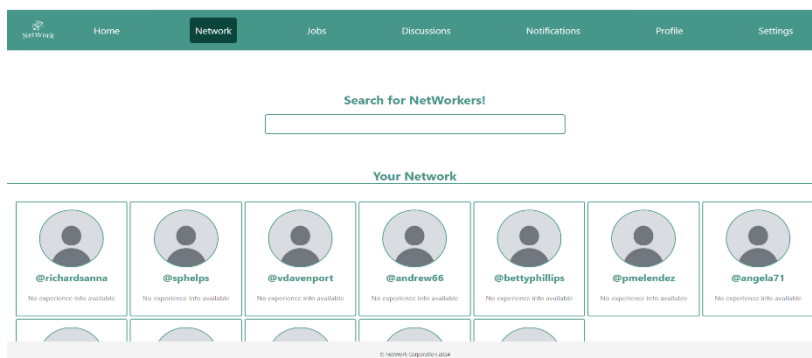 NetWork Home Network Jobs Discussions Notifications Profile Settings
Search for NetWorkers!
Your Network
@richardsanna @sphelps @vdavenport @andrew66 @bettyphillips @pmelendez @angela71
No experience info available No experience info available No experience info available No experience info available No experience info available No experience info available No experience info available
© NetWork Corporation 2024